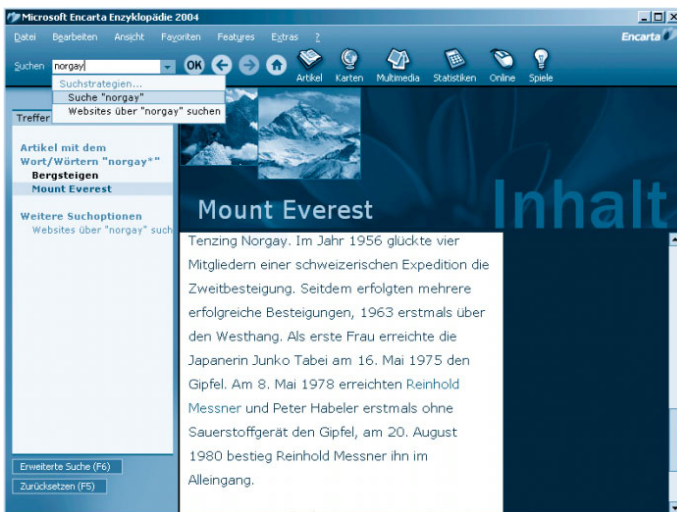 Microsoft Encarta Enzyklopädie 2004
Datei Bearbeiten Ansicht Favoriten Features Extras ?
Encarta
Suchen norgay OK
Artikel Karten Multimedia Statistiken Online Spiele
Suchstrategien...
Suche "norgay"
Websites über "norgay" suchen
Treffer
Artikel mit dem
Wort/Wörtern "norgay*"
Bergsteigen
Mount Everest
Weitere Suchoptionen
Websites über "norgay" such
Erweiterte Suche (F6)
Zurücksetzen (F5)
Inhalt
Mount Everest
Tenzing Norgay. Im Jahr 1956 glückte vier
Mitgliedern einer schweizerischen Expedition die
Zweitbesteigung. Seitdem erfolgten mehrere
erfolgreiche Besteigungen, 1963 erstmals über
den Westhang. Als erste Frau erreichte die
Japanerin Junko Tabei am 16. Mai 1975 den
Gipfel. Am 8. Mai 1978 erreichten Reinhold
Messner und Peter Habeler erstmals ohne
Sauerstoffgerät den Gipfel, am 20. August
1980 bestieg Reinhold Messner ihn im
Alleingang.